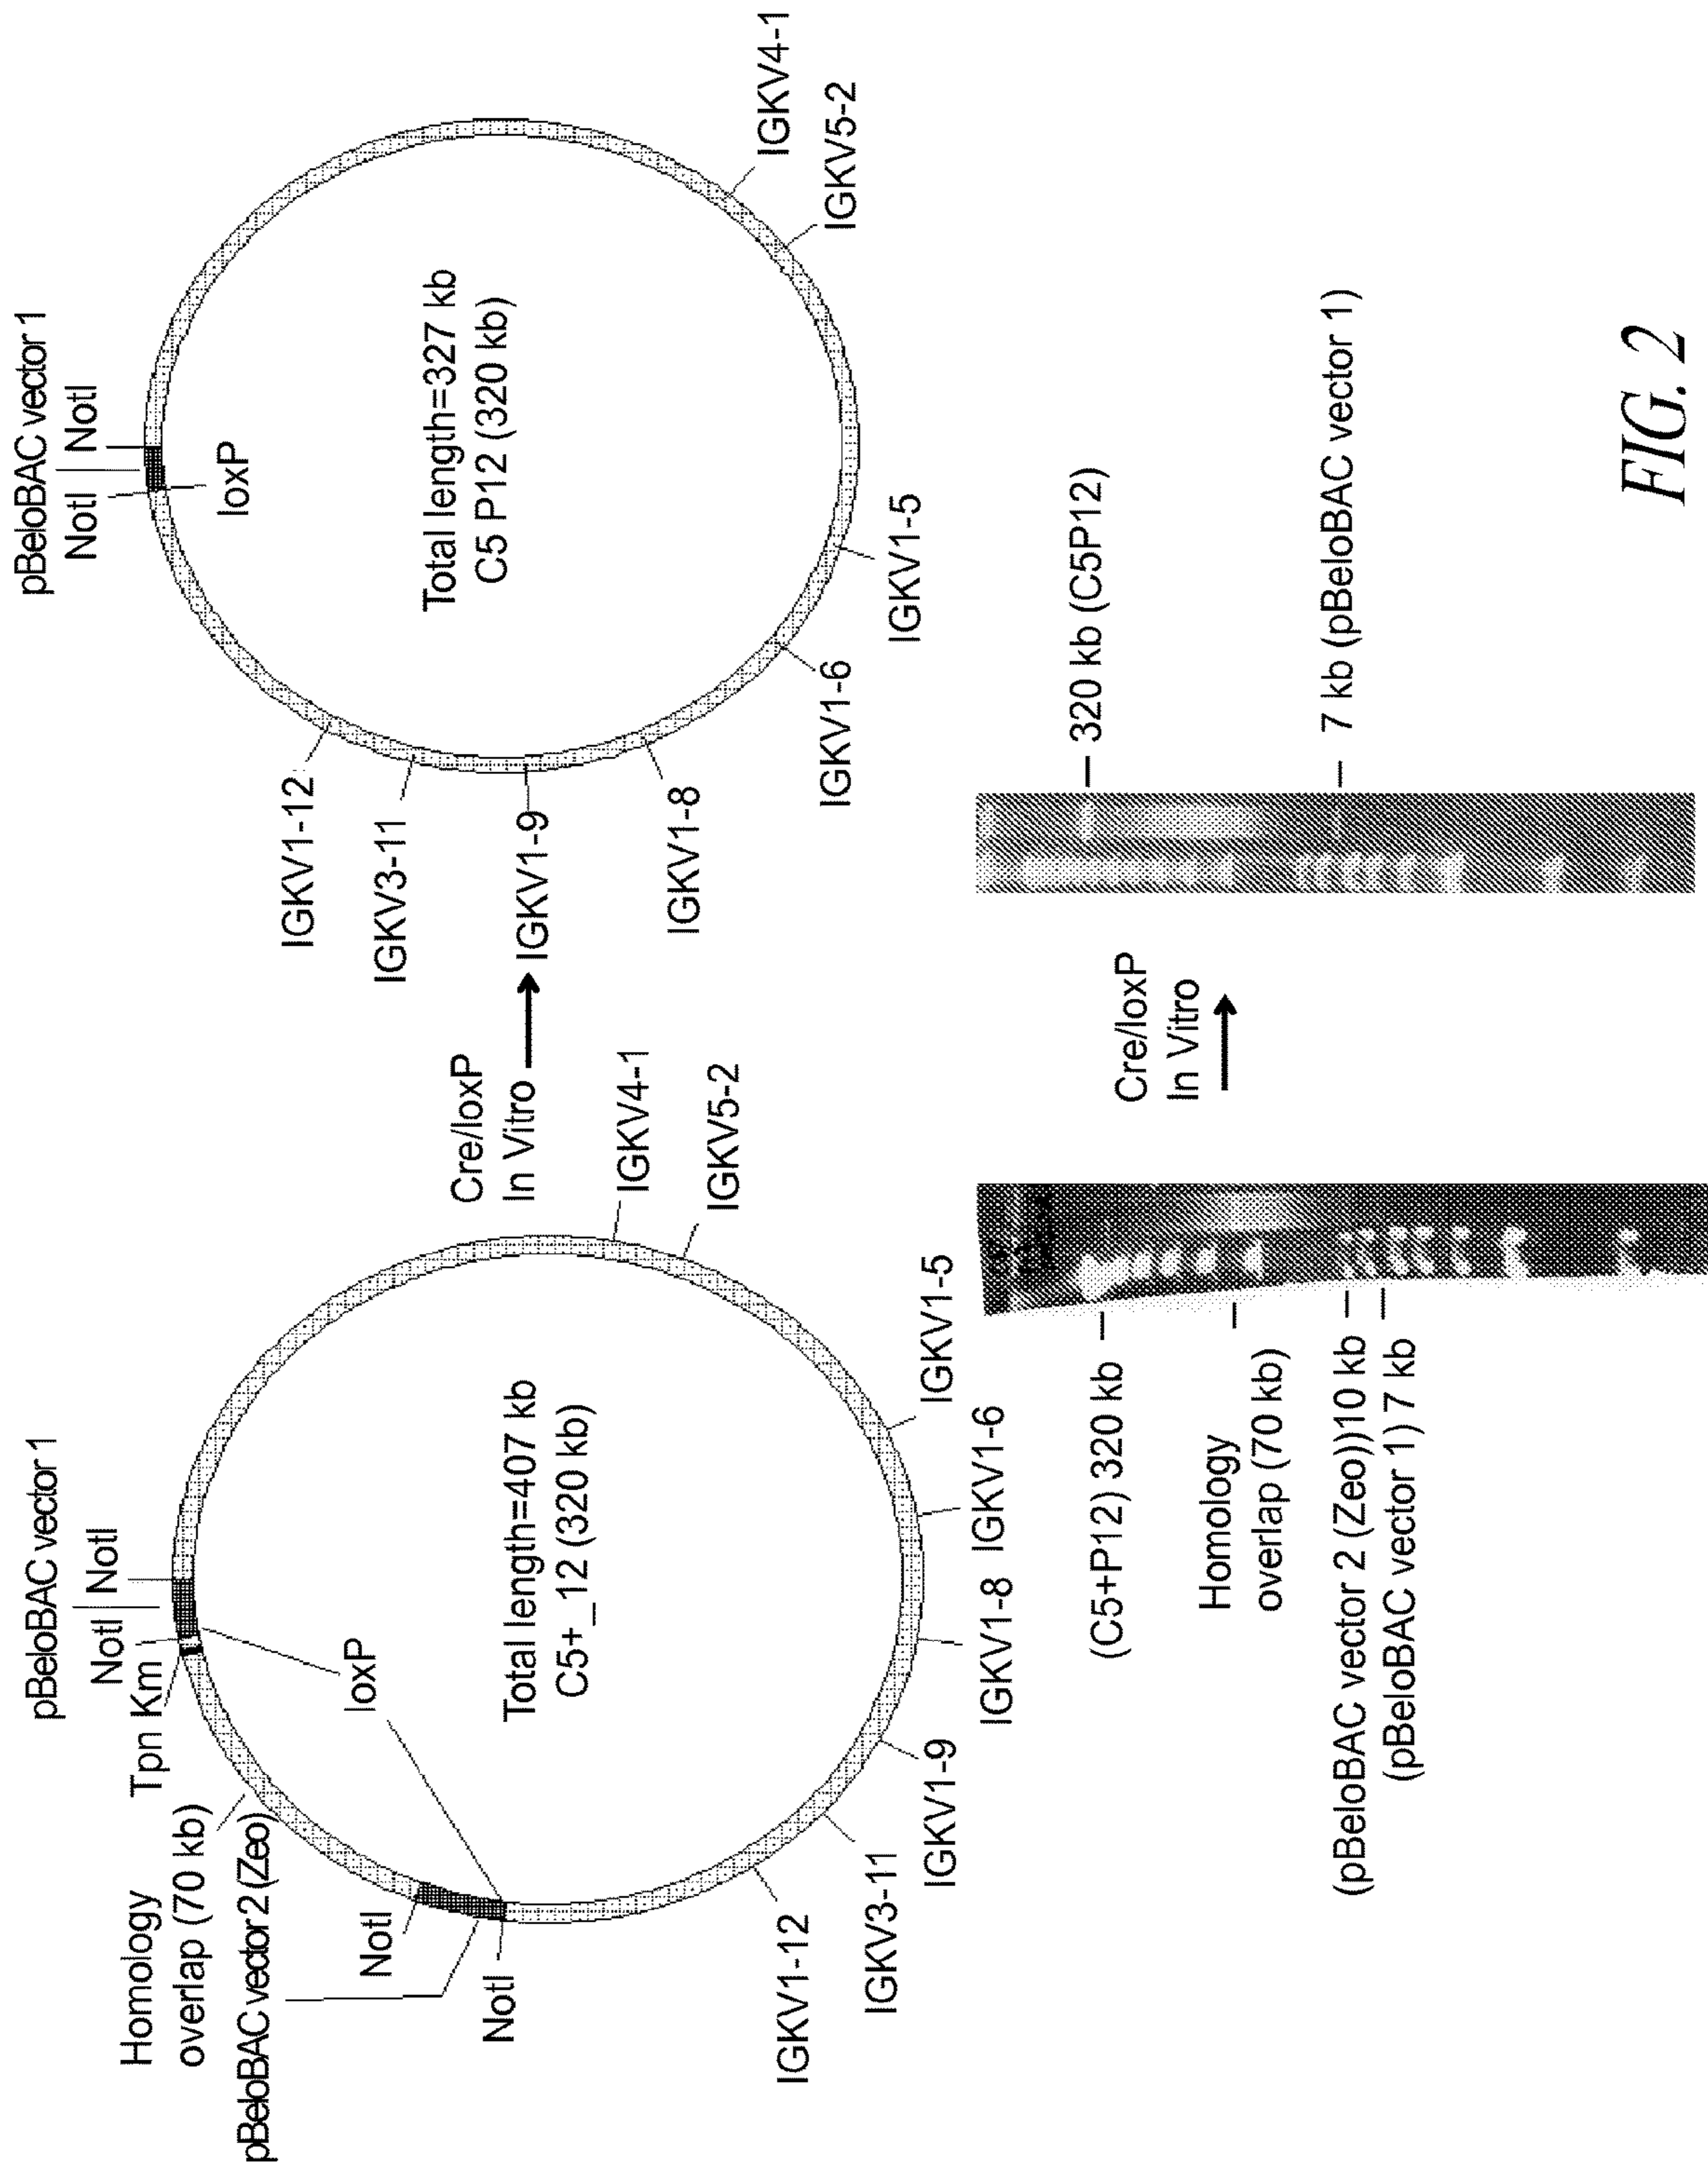 pBeloBAC vector 1
NotI
NotI
Tpn Km
Homology
overlap (70 kb)
pBeloBAC vector2 (Zeo)
NotI
NotI
loxP
Total length=407 kb
C5+_12 (320 kb)
IGKV4-1
IGKV5-2
IGKV1-5
IGKV1-6
IGKV1-8
IGKV1-9
IGKV3-11
IGKV1-12
Cre/loxP
In Vitro
pBeloBAC vector 1
NotI
NotI
loxP
Total length=327 kb
C5 P12 (320 kb)
IGKV1-12
IGKV3-11
IGKV1-9
IGKV1-8
IGKV1-6
IGKV1-5
IGKV5-2
IGKV4-1
(C5+P12) 320 kb
Homology
overlap (70 kb)
(pBeloBAC vector 2 (Zeo))10 kb
(pBeloBAC vector 1) 7 kb
Cre/loxP
In Vitro
320 kb (C5P12)
7 kb (pBeloBAC vector 1)
FIG. 2